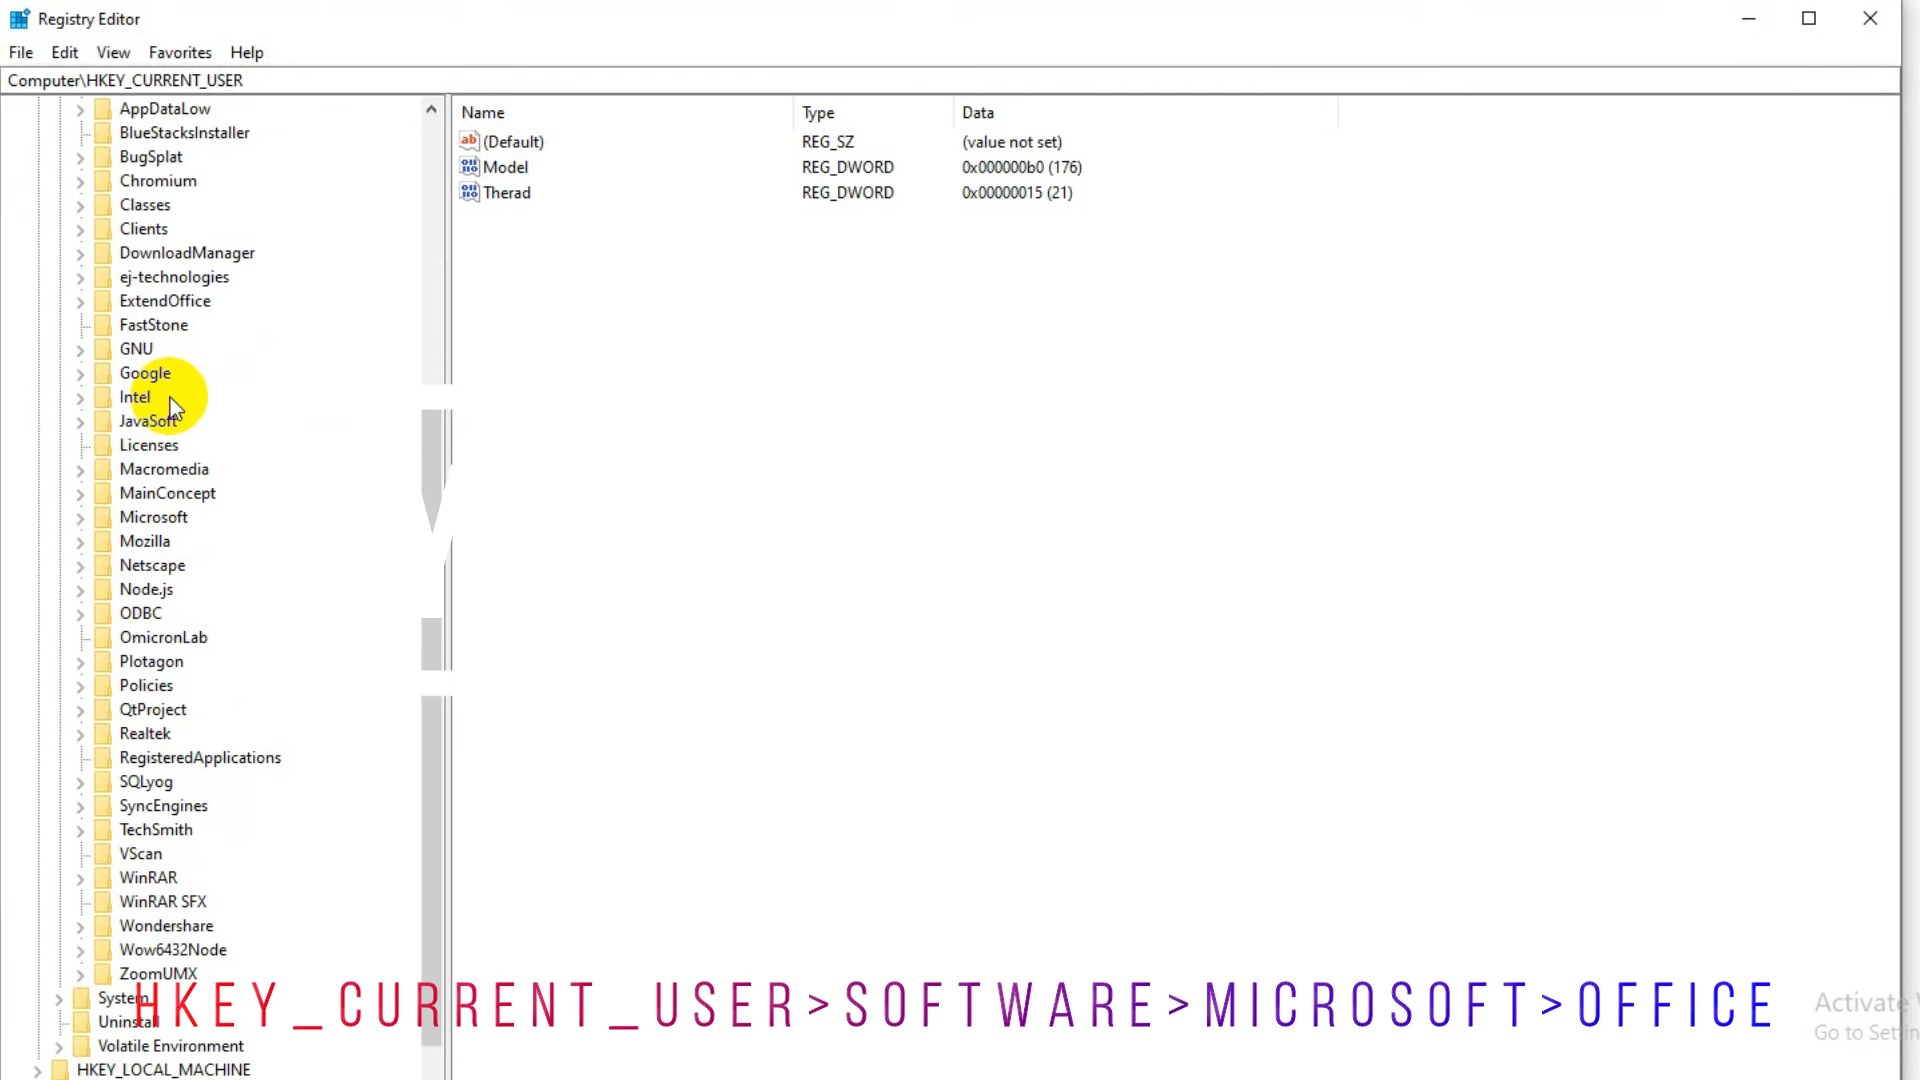 Registry Editor
File Edit View Favorites Help
Computer\HKEY_CURRENT_USER
Name Type Data
(Default) REG_SZ (value not set)
Model REG_DWORD 0x000000b0 (176)
Therad REG_DWORD 0x00000015 (21)
AppDataLow
BlueStacksInstaller
BugSplat
Chromium
Classes
Clients
DownloadManager
ej-technologies
ExtendOffice
FastStone
GNU
Google
Intel
JavaSoft
Licenses
Macromedia
MainConcept
Microsoft
Mozilla
Netscape
Node.js
ODBC
OmicronLab
Plotagon
Policies
QtProject
Realtek
RegisteredApplications
SQLyog
SyncEngines
TechSmith
VScan
WinRAR
WinRAR SFX
Wondershare
Wow6432Node
ZoomUMX
System
Uninstall
Volatile Environment
HKEY_LOCAL_MACHINE
HKEY_CURRENT_USER>SOFTWARE>MICROSOFT>OFFICE
Activate
Go to